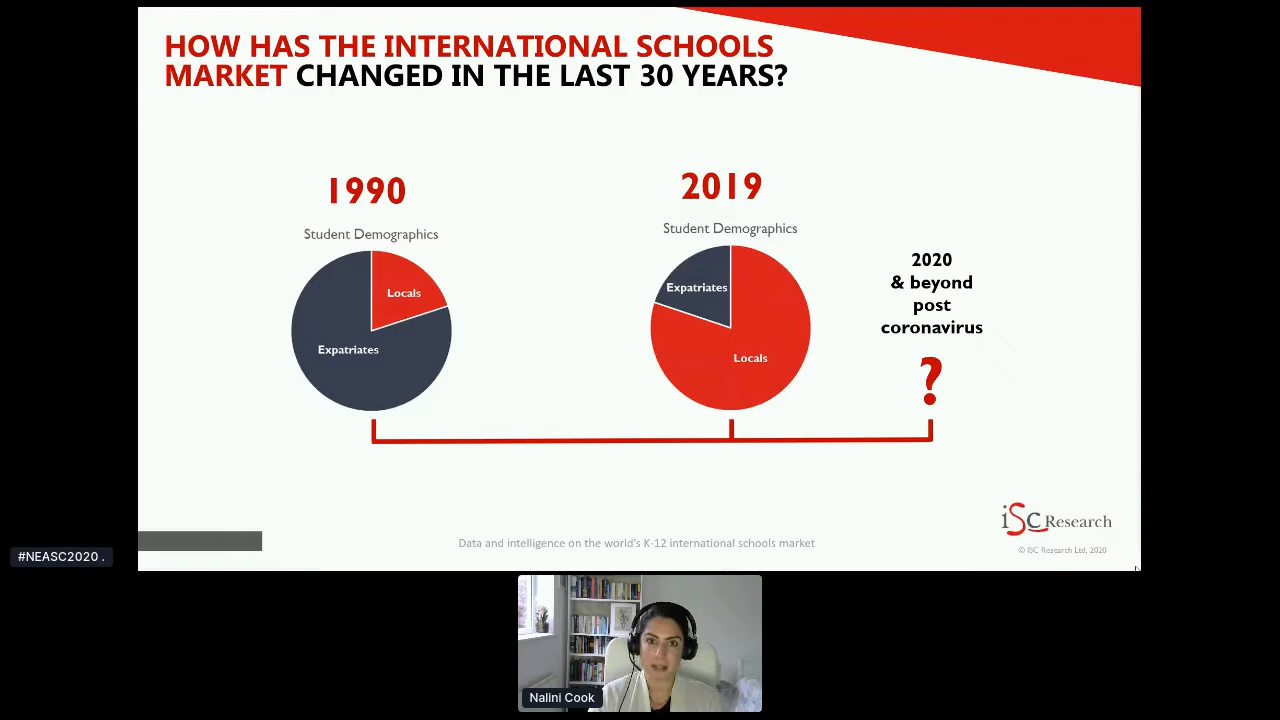 HOW HAS THE INTERNATIONAL SCHOOLS
MARKET CHANGED IN THE LAST 30 YEARS?
1990
Student Demographics
Locals
Expatriates
2019
Student Demographics
Expatriates
Locals
2020
& beyond
post
coronavirus
?
iSC Research
Data and intelligence on the world's K-12 international schools market
© ISC Research Ltd, 2020
#NEASC2020 .
Nalini Cook